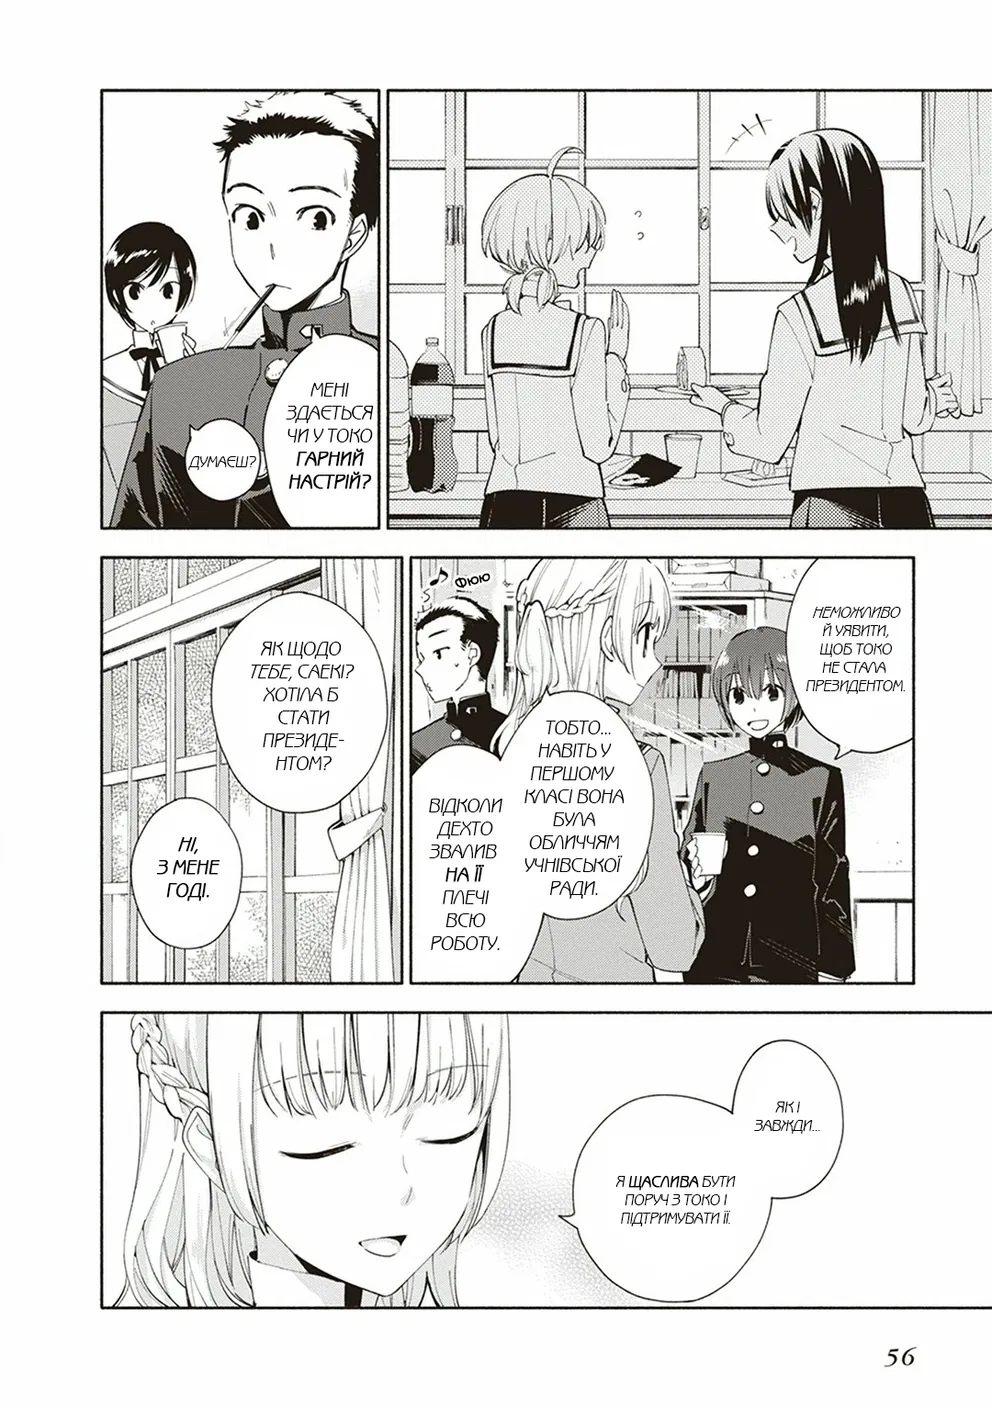 МЕНІ
ЗДАЄТЬСЯ
ЧИ У ТОКО
ГАРНИЙ
НАСТРІЙ?
ДУМАЄШ?
НЕМОЖЛИВО
Й УЯВИТИ,
ЩОБ ТОКО
НЕ СТАЛА
ПРЕЗИДЕНТОМ.
ФЮЮ
ТОБТО...
НАВІТЬ У
ПЕРШОМУ
КЛАСІ ВОНА
БУЛА
ОБЛИЧЧЯМ
УЧНІВСЬКОЇ
РАДИ.
ВІДКОЛИ
ДЕХТО
ЗВАЛИВ
НА ЇЇ
ПЛЕЧІ
ВСЮ
РОБОТУ.
ЯК ЩОДО
ТЕБЕ, САЕКІ?
ХОТІЛА Б
СТАТИ
ПРЕЗИДЕ-
НТОМ?
НІ,
З МЕНЕ
ГОДІ.
ЯК І
ЗАВЖДИ...
Я ЩАСЛИВА БУТИ
ПОРУЧ З ТОКО І
ПІДТРИМУВАТИ ЇЇ.
56